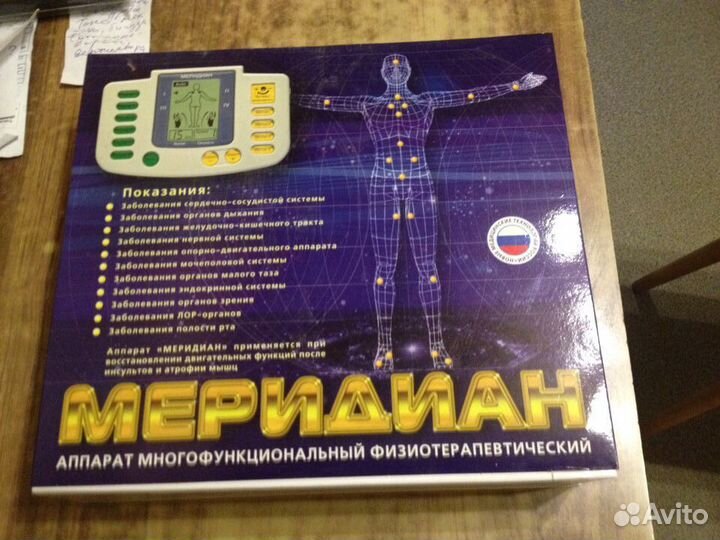 МЕРИДИАН
Показания:
Заболевания сердечно-сосудистой системы
Заболевания органов дыхания
Заболевания желудочно-кишечного тракта
Заболевания нервной системы
Заболевания опорно-двигательного аппарата
Заболевания мочеполовой системы
Заболевания органов малого таза
Заболевания эндокринной системы
Заболевания органов зрения
Заболевания ЛОР-органов
Заболевания полости рта
Аппарат «МЕРИДИАН» применяется при
восстановлении двигательных функций после
инсультов и атрофии мышц
МЕРИДИАН
АППАРАТ МНОГОФУНКЦИОНАЛЬНЫЙ ФИЗИОТЕРАПЕВТИЧЕСКИЙ
Avito